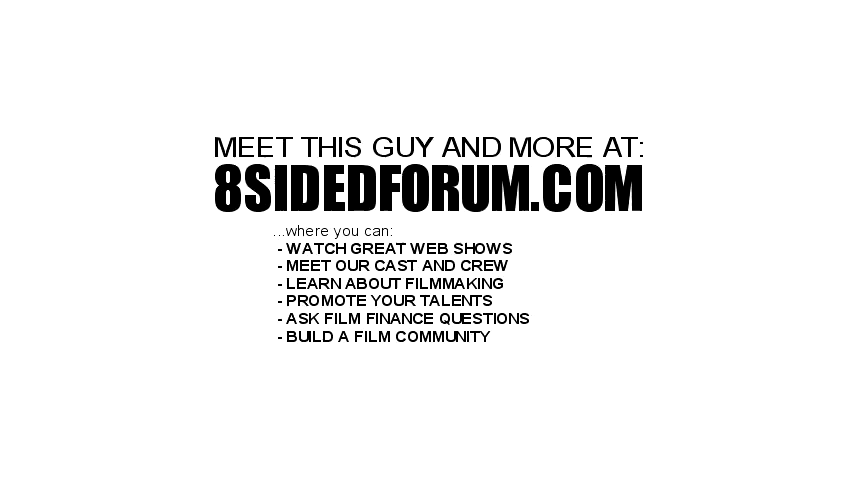 MEET THIS GUY AND MORE AT:
8SIDEDFORUM.COM
...where you can:
- WATCH GREAT WEB SHOWS
- MEET OUR CAST AND CREW
- LEARN ABOUT FILMMAKING
- PROMOTE YOUR TALENTS
- ASK FILM FINANCE QUESTIONS
- BUILD A FILM COMMUNITY